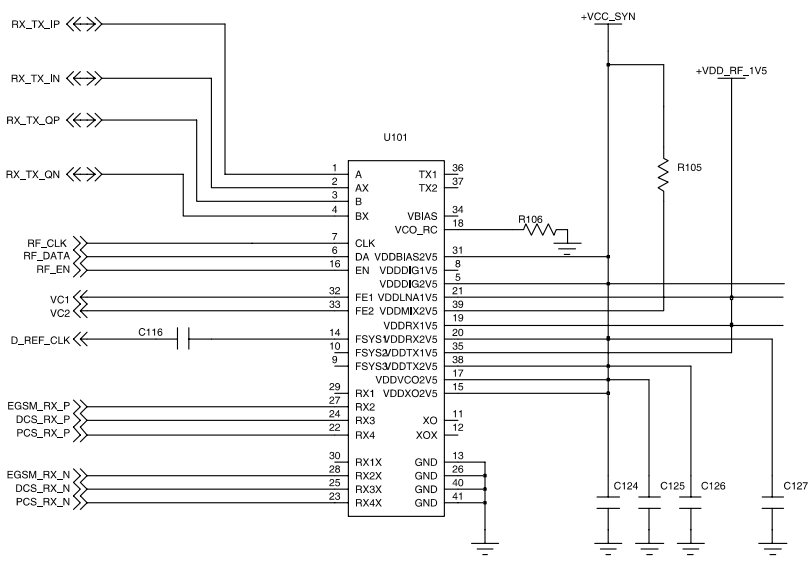 +VCC_SYN
RX_TX_IP
+VDD_RF_1V5
RX_TX_IN
RX_TX_QP
U101
RX_TX_QN
R105
1 A TX1 36
2 AX TX2 37
3 B
4 BX VBIAS 34
VCO_RC 18 R106
RF_CLK 7 CLK
RF_DATA 6 DA VDDBIAS2V5 31
RF_EN 16 EN VDDDIG1V5 8
VDDDIG2V5 5
VC1 32 FE1 VDDLNA1V5 21
VC2 33 FE2 VDDMIX2V5 39
VDDRX1V5 19
D_REF_CLK C116 14 FSYS1 VDDRX2V5 20
10 FSYS2 VDDTX1V5 35
9 FSYS3 VDDTX2V5 38
VDDVCO2V5 17
29 RX1 VDDXO2V5 15
EGSM_RX_P 27 RX2
DCS_RX_P 24 RX3 XO 11
PCS_RX_P 22 RX4 XOX 12
30 RX1X GND 13
EGSM_RX_N 28 RX2X GND 26
DCS_RX_N 25 RX3X GND 40
PCS_RX_N 23 RX4X GND 41
C124 C125 C126 C127